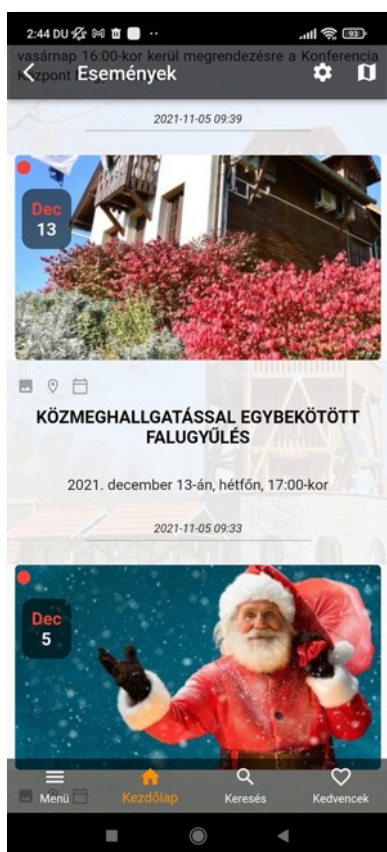 2:44 DU
93
vasárnap 16:00-kor kerül megrendezésre a Konferencia
Központ
Események
2021-11-05 09:39
Dec
13
KÖZMEGHALLGATÁSSAL EGYBEKÖTÖTT
FALUGYŰLÉS
2021. december 13-án, hétfőn, 17:00-kor
2021-11-05 09:33
Dec
5
Menü
Kezdőlap
Keresés
Kedvencek